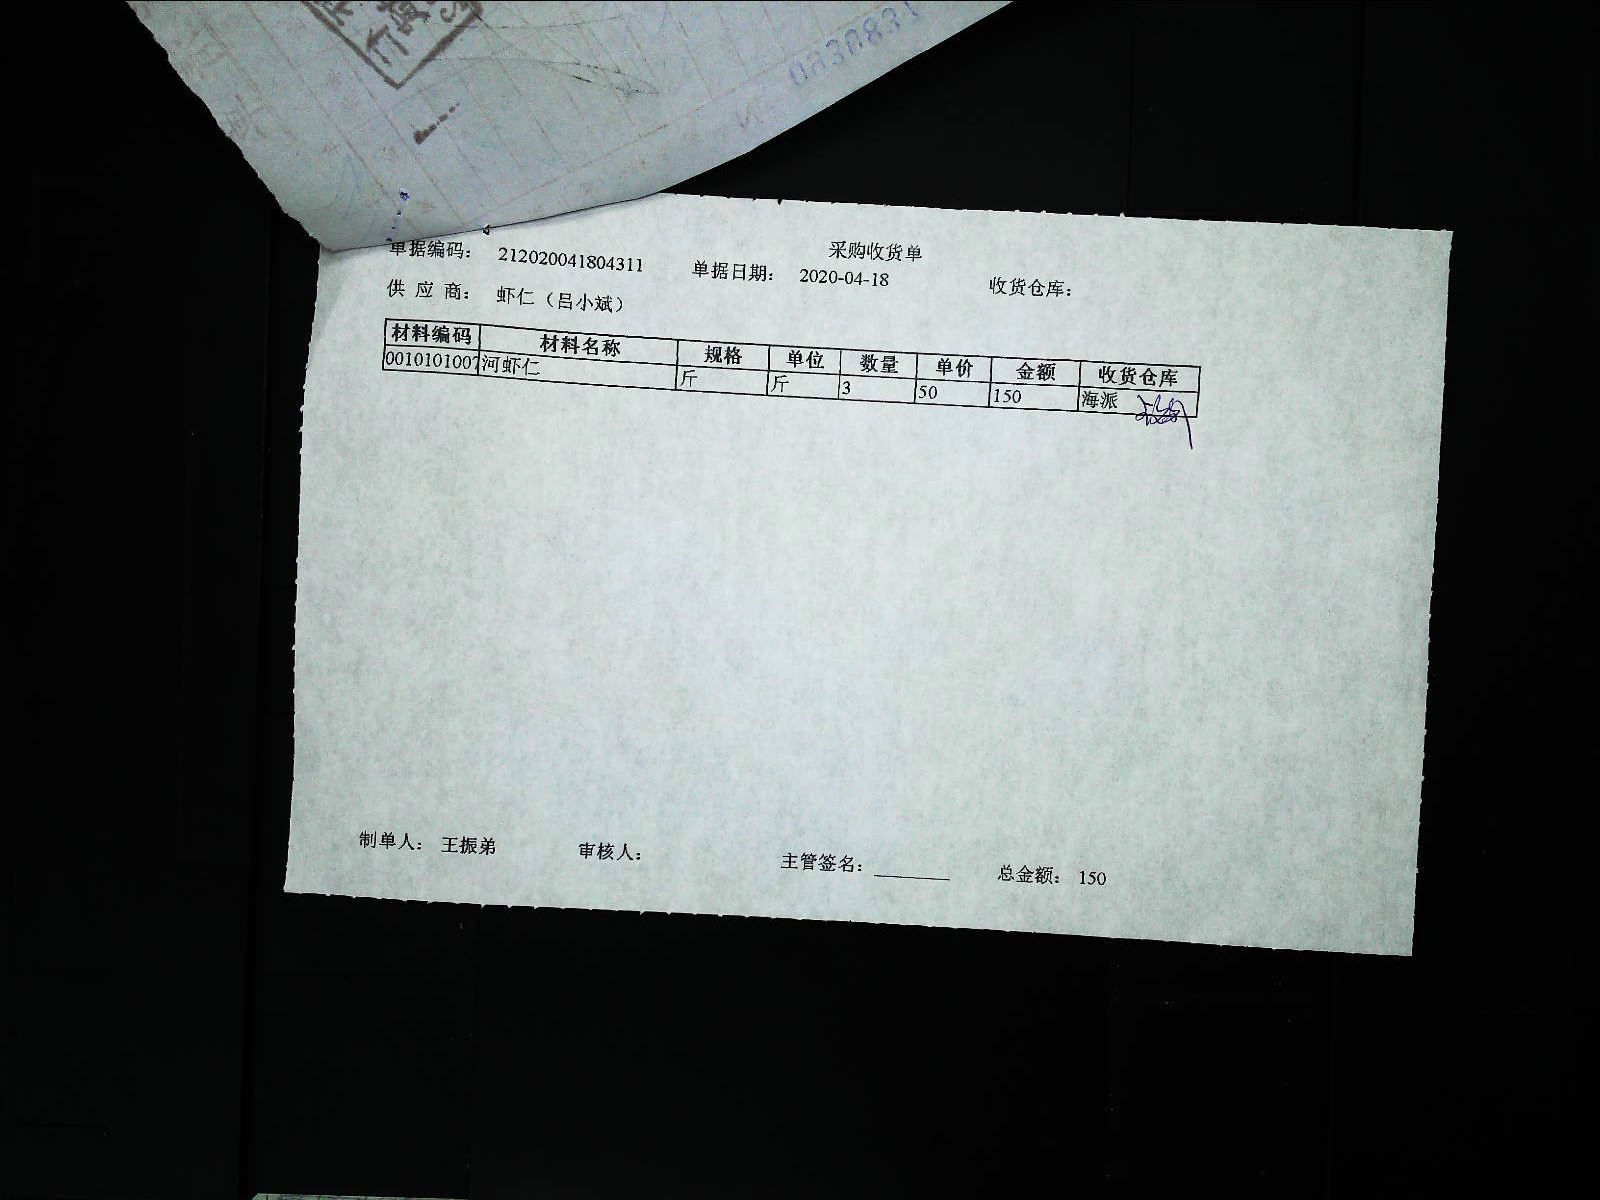 采购收货单
单据编码： 212020041804311 单据日期： 2020-04-18 收货仓库：
供 应 商： 虾仁（吕小斌）
材料编码 材料名称 规格 单位 数量 单价 金额 收货仓库
0010101007 河虾仁 斤 斤 3 50 150 海派
制单人： 王振弟 审核人： 主管签名：________ 总金额： 150